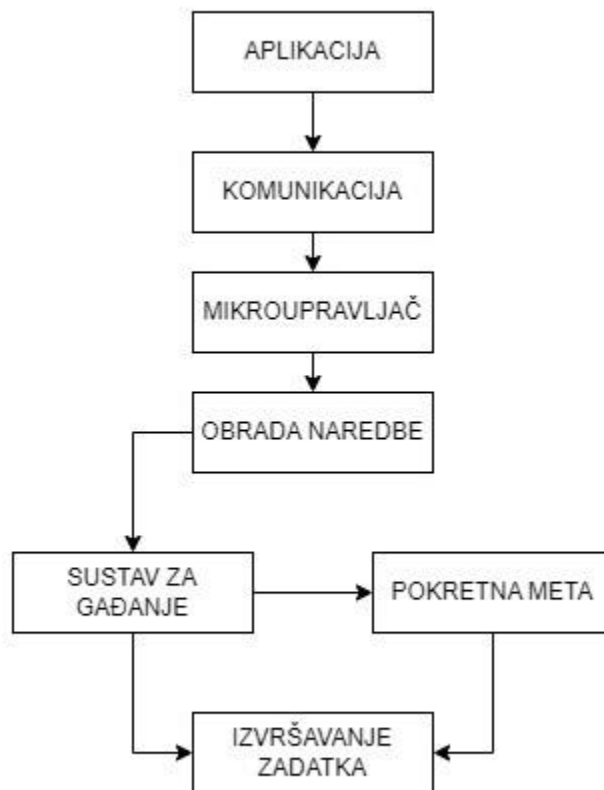 APLIKACIJA
KOMUNIKACIJA
MIKROUPRAVLJAČ
OBRADA NAREDBE
SUSTAV ZA
GAĐANJE
POKRETNA META
IZVRŠAVANJE
ZADATKA